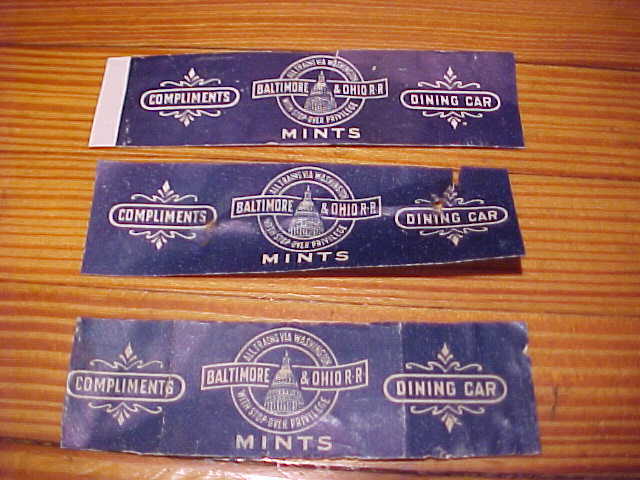 COMPLIMENTS
ALL TRAINS VIA WASHINGTON
BALTIMORE & OHIO R-R
WITH STOP-OVER PRIVILEGE
MINTS
DINING CAR
COMPLIMENTS
ALL TRAINS VIA WASHINGTON
BALTIMORE & OHIO R-R
WITH STOP-OVER PRIVILEGE
MINTS
DINING CAR
COMPLIMENTS
ALL TRAINS VIA WASHINGTON
BALTIMORE & OHIO R-R
WITH STOP-OVER PRIVILEGE
MINTS
DINING CAR